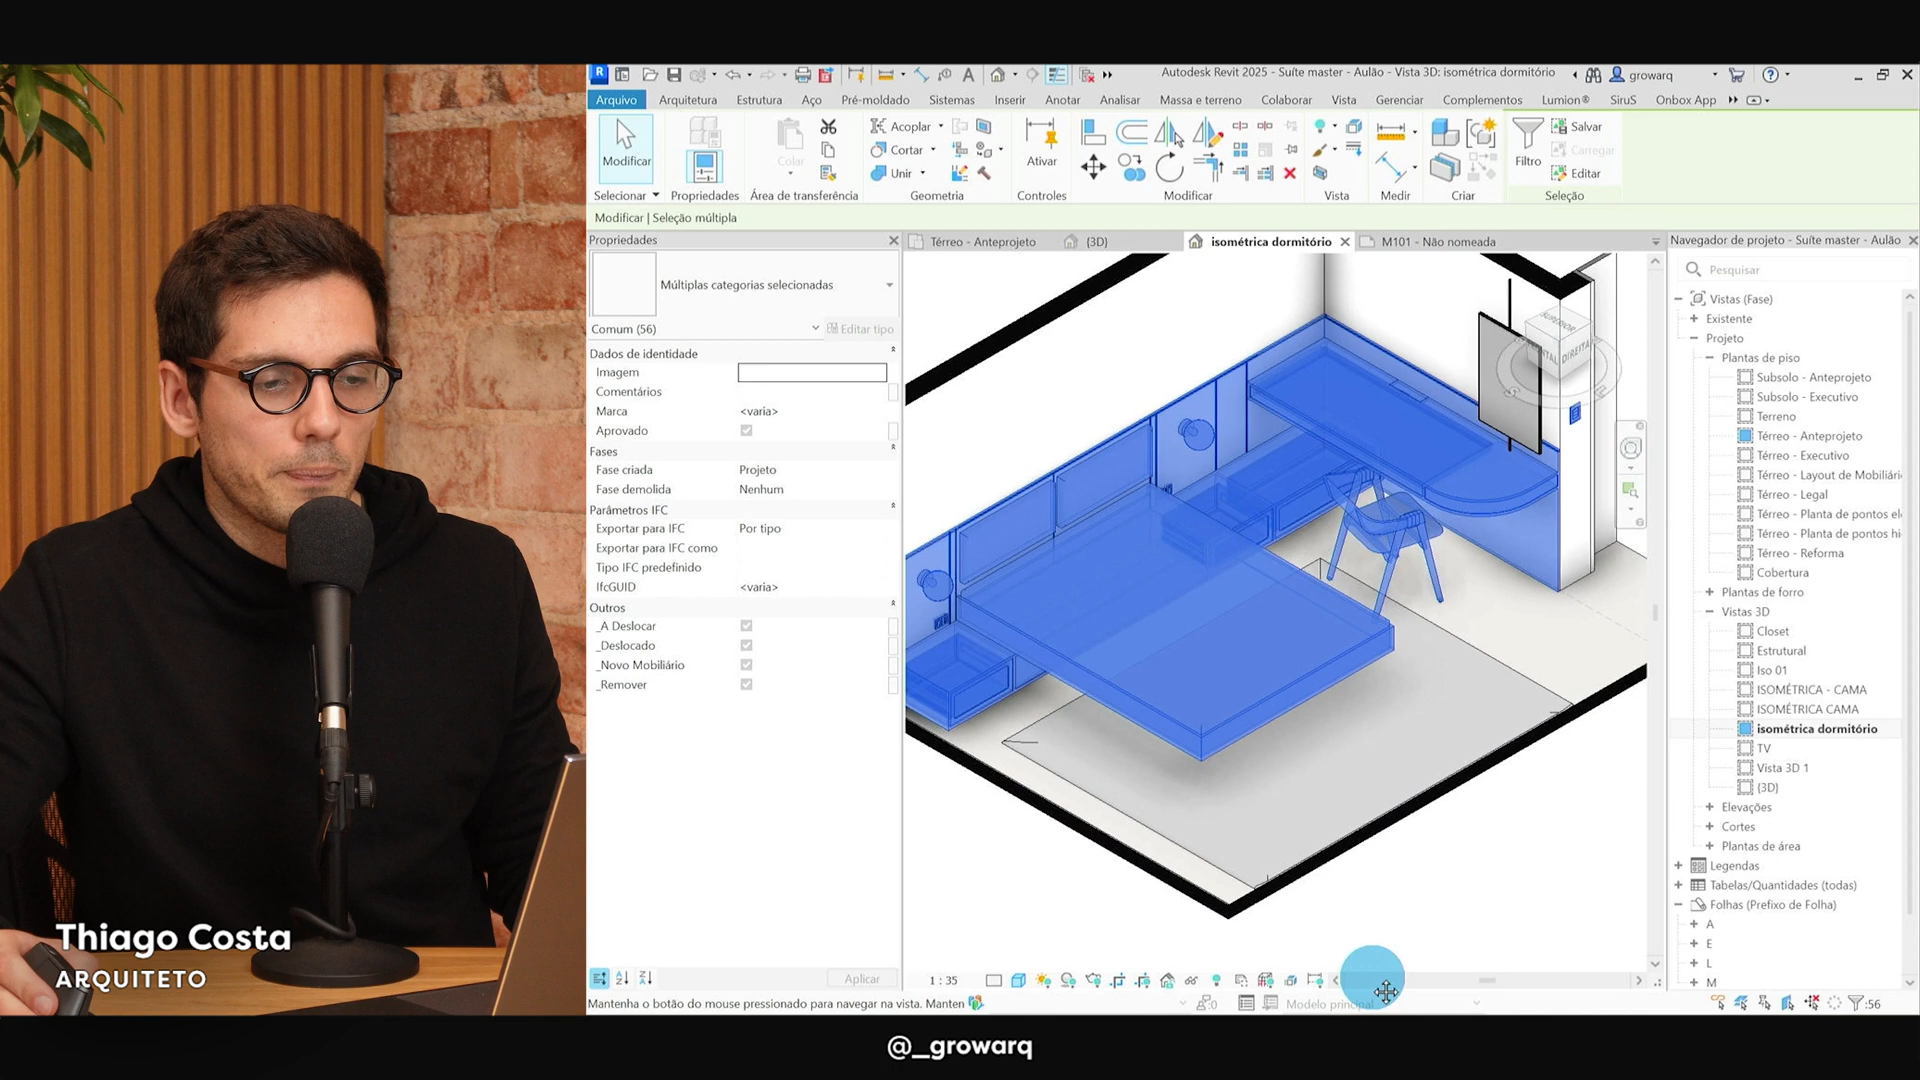 Autodesk Revit 2025 - Suíte master - Aulão - Vista 3D: isométrica dormitório
growarq
Arquivo
Arquitetura
Estrutura
Aço
Pré-moldado
Sistemas
Inserir
Anotar
Analisar
Massa e terreno
Colaborar
Vista
Gerenciar
Complementos
Lumion®
SiruS
Onbox App
Modificar
Colar
Acoplar
Cortar
Unir
Ativar
Filtro
Salvar
Carregar
Editar
Selecionar
Propriedades
Área de transferência
Geometria
Controles
Modificar
Vista
Medir
Criar
Seleção
Modificar | Seleção múltipla
Propriedades
Múltiplas categorias selecionadas
Comum (56)
Editar tipo
Dados de identidade
Imagem
Comentários
Marca <varia>
Aprovado
Fases
Fase criada Projeto
Fase demolida Nenhum
Parâmetros IFC
Exportar para IFC Por tipo
Exportar para IFC como
Tipo IFC predefinido
IfcGUID <varia>
Outros
_A Deslocar
_Deslocado
_Novo Mobiliário
_Remover
Aplicar
Térreo - Anteprojeto
{3D}
isométrica dormitório
M101 - Não nomeada
SUPERIOR
DIREITA
1 : 35
Mantenha o botão do mouse pressionado para navegar na vista. Manten
:0
Modelo principal
:56
Navegador de projeto - Suíte master - Aulão
Pesquisar
Vistas (Fase)
Existente
Projeto
Plantas de piso
Subsolo - Anteprojeto
Subsolo - Executivo
Terreno
Térreo - Anteprojeto
Térreo - Executivo
Térreo - Layout de Mobiliári
Térreo - Legal
Térreo - Planta de pontos el
Térreo - Planta de pontos hi
Térreo - Reforma
Cobertura
Plantas de forro
Vistas 3D
Closet
Estrutural
Iso 01
ISOMÉTRICA - CAMA
ISOMÉTRICA CAMA
isométrica dormitório
TV
Vista 3D 1
{3D}
Elevações
Cortes
Plantas de área
Legendas
Tabelas/Quantidades (todas)
Folhas (Prefixo de Folha)
A
E
L
M
Thiago Costa
ARQUITETO
@_growarq